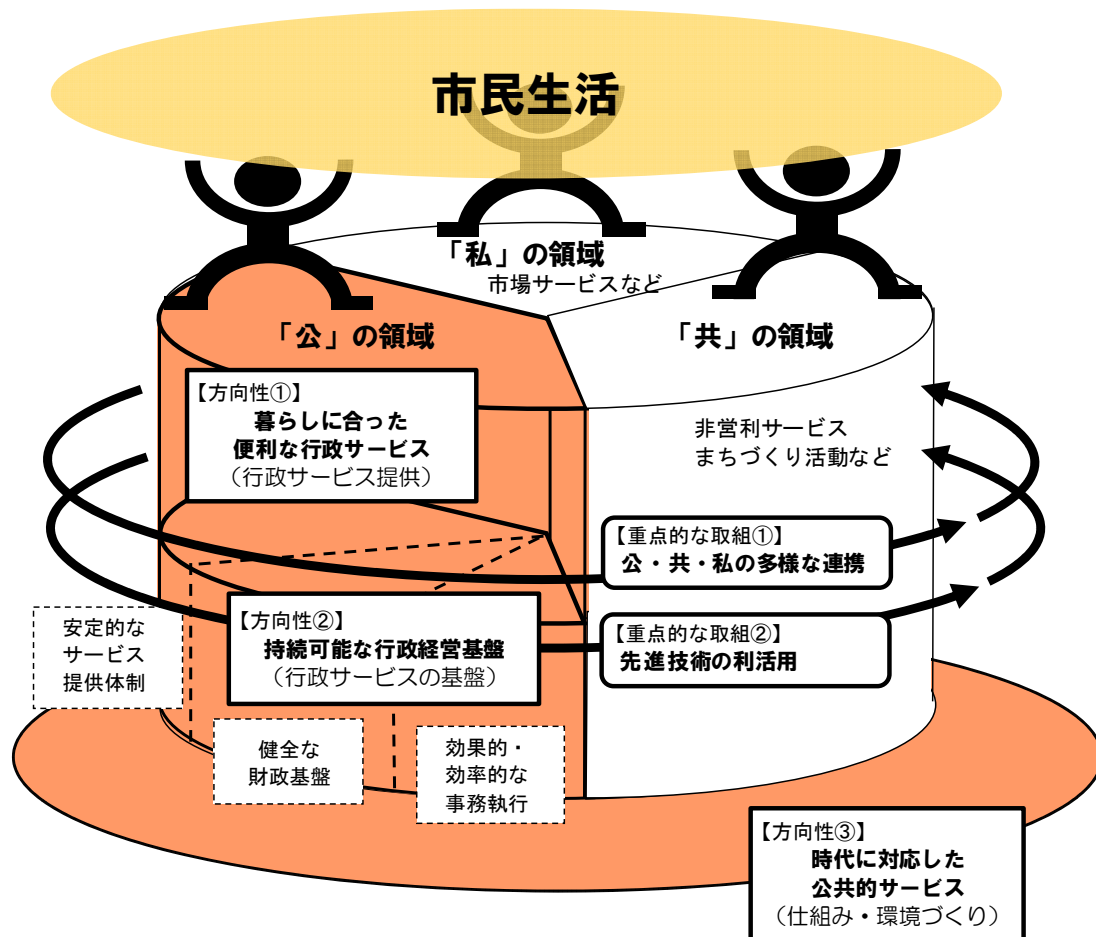 市民生活
「私」の領域
市場サービスなど
「公」の領域
「共」の領域
【方向性①】
暮らしに合った
便利な行政サービス
（行政サービス提供）
非営利サービス
まちづくり活動など
【重点的な取組①】
公・共・私の多様な連携
【方向性②】
持続可能な行政経営基盤
（行政サービスの基盤）
【重点的な取組②】
先進技術の利活用
安定的な
サービス
提供体制
健全な
財政基盤
効果的・
効率的な
事務執行
【方向性③】
時代に対応した
公共的サービス
（仕組み・環境づくり）